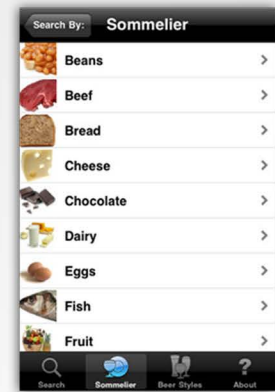 Search By:
Sommelier
Beans
Beef
Bread
Cheese
Chocolate
Dairy
Eggs
Fish
Fruit
Search
Sommelier
Beer Styles
About